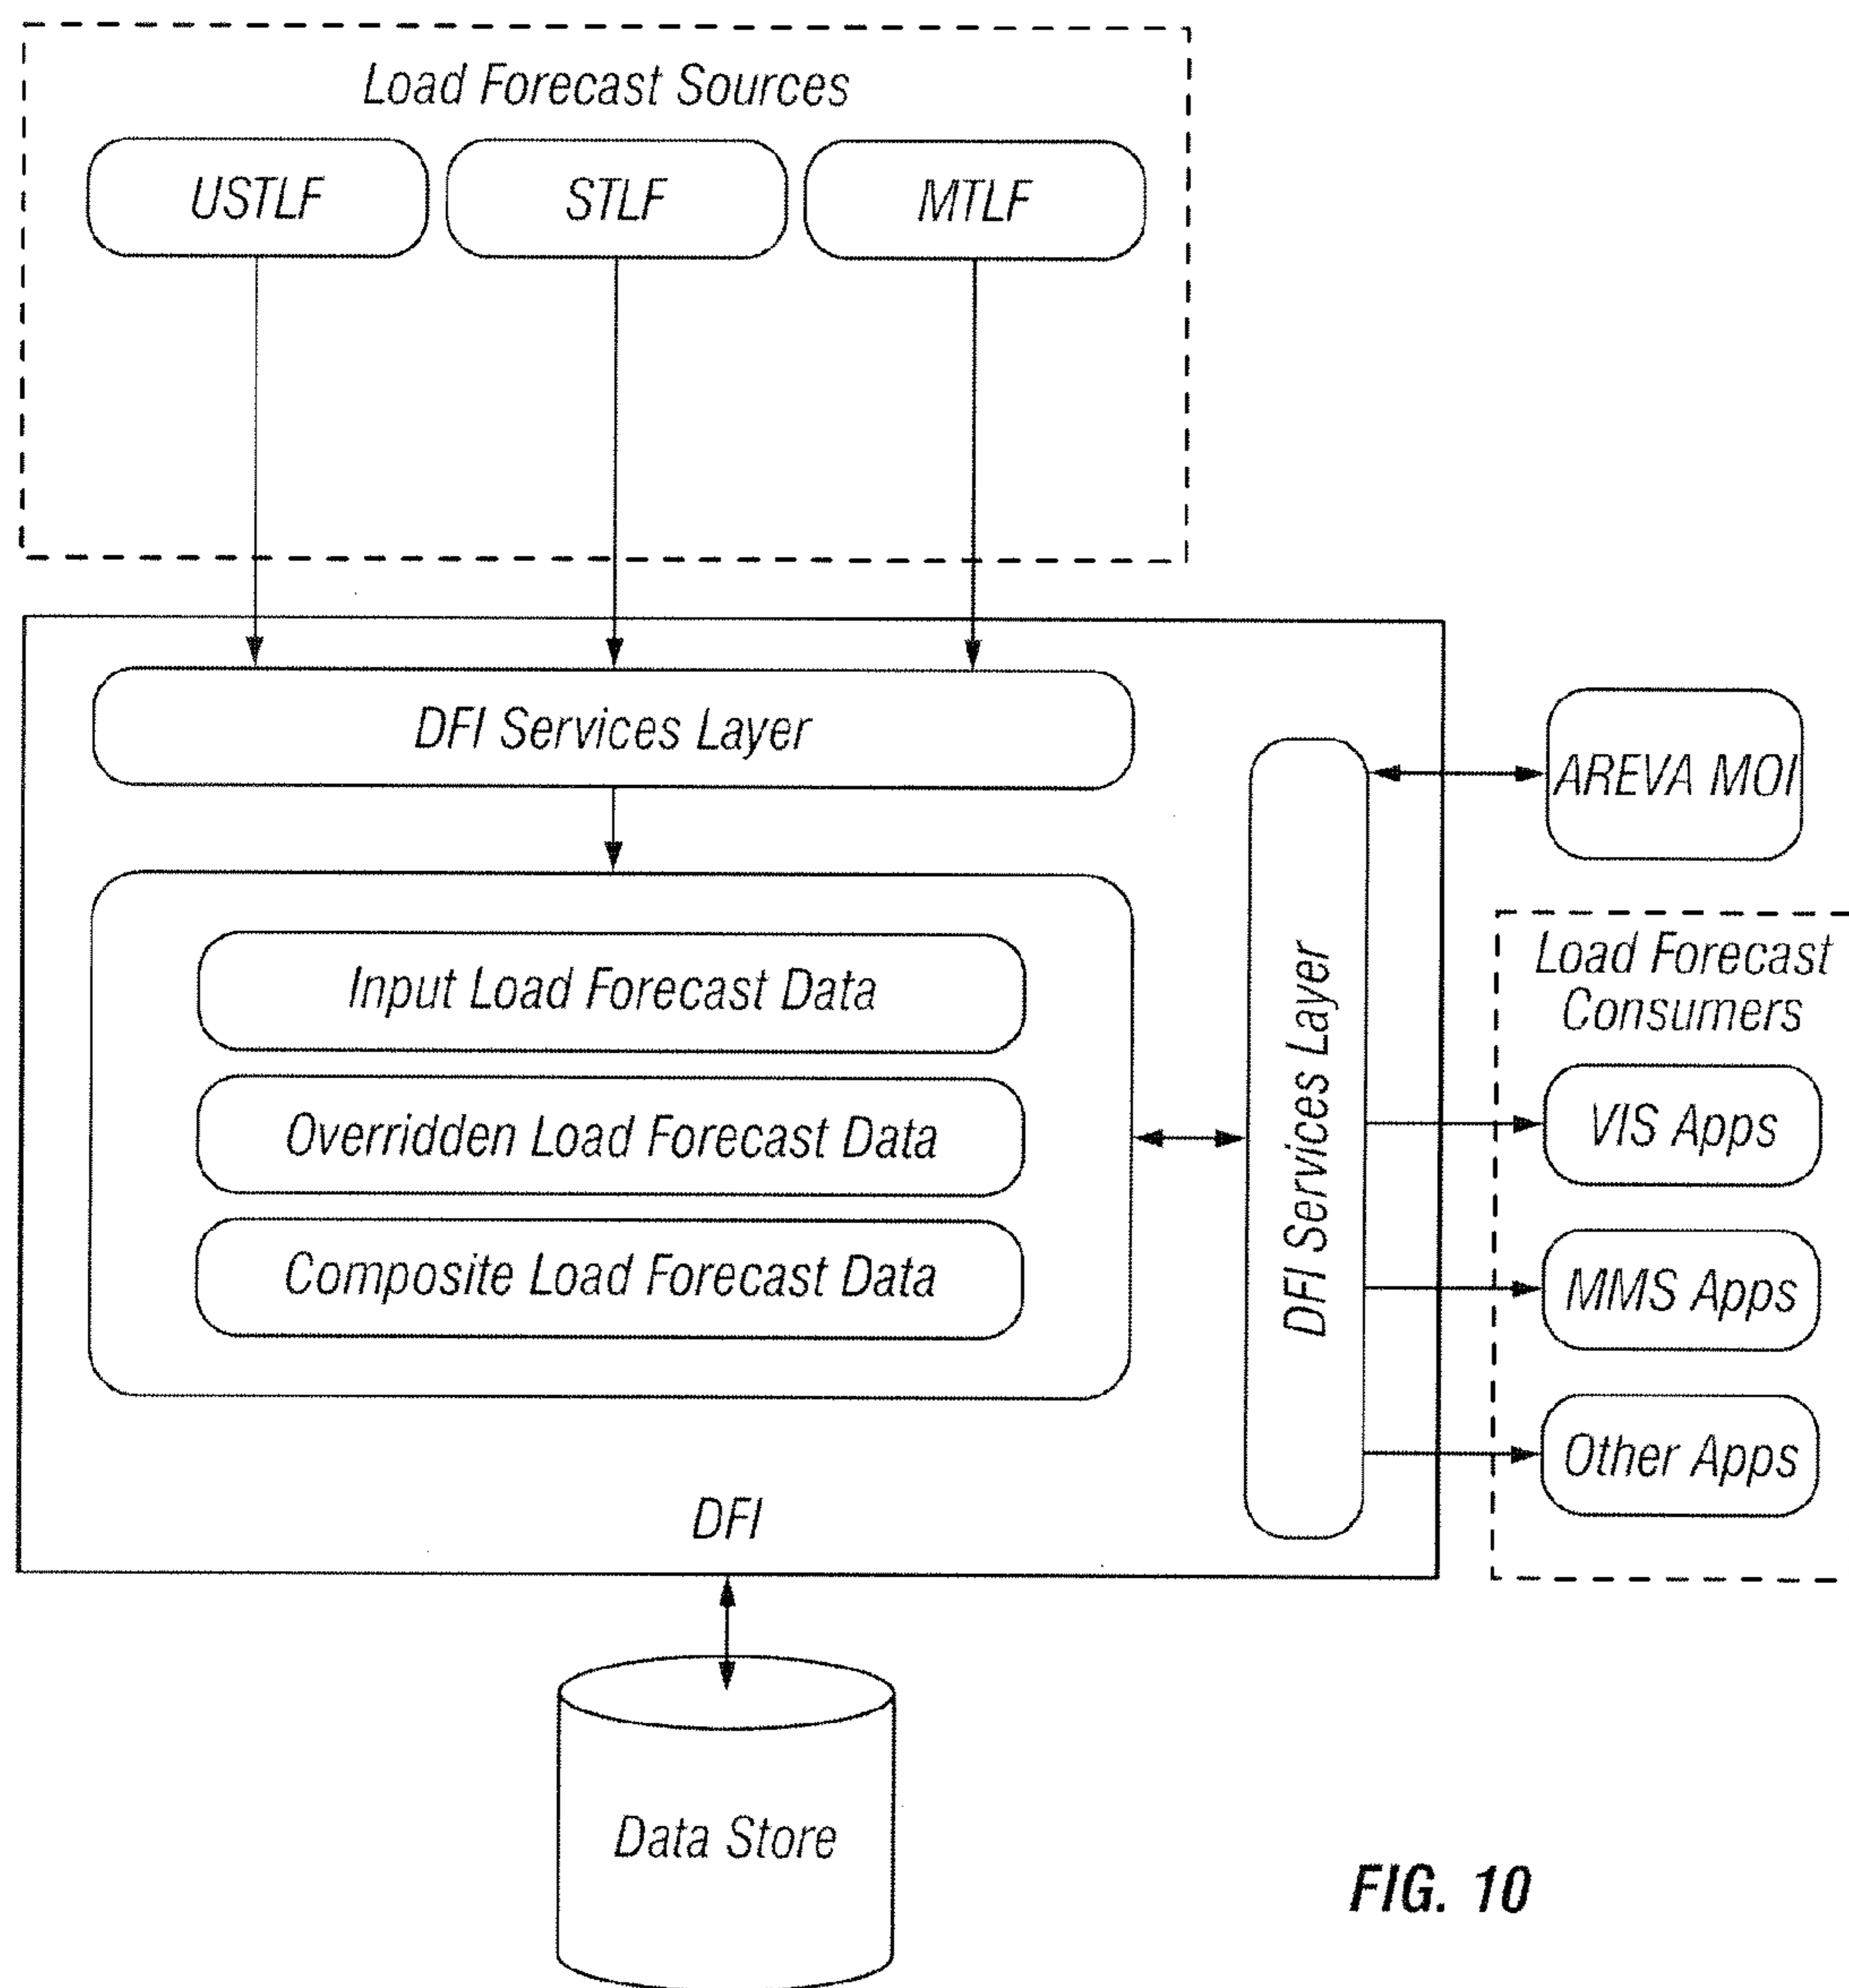 Load Forecast Sources
USTLF
STLF
MTLF
DFI Services Layer
AREVA MOI
Input Load Forecast Data
Overridden Load Forecast Data
Composite Load Forecast Data
DFI Services Layer
Load Forecast
Consumers
VIS Apps
MMS Apps
Other Apps
DFI
Data Store
FIG. 10